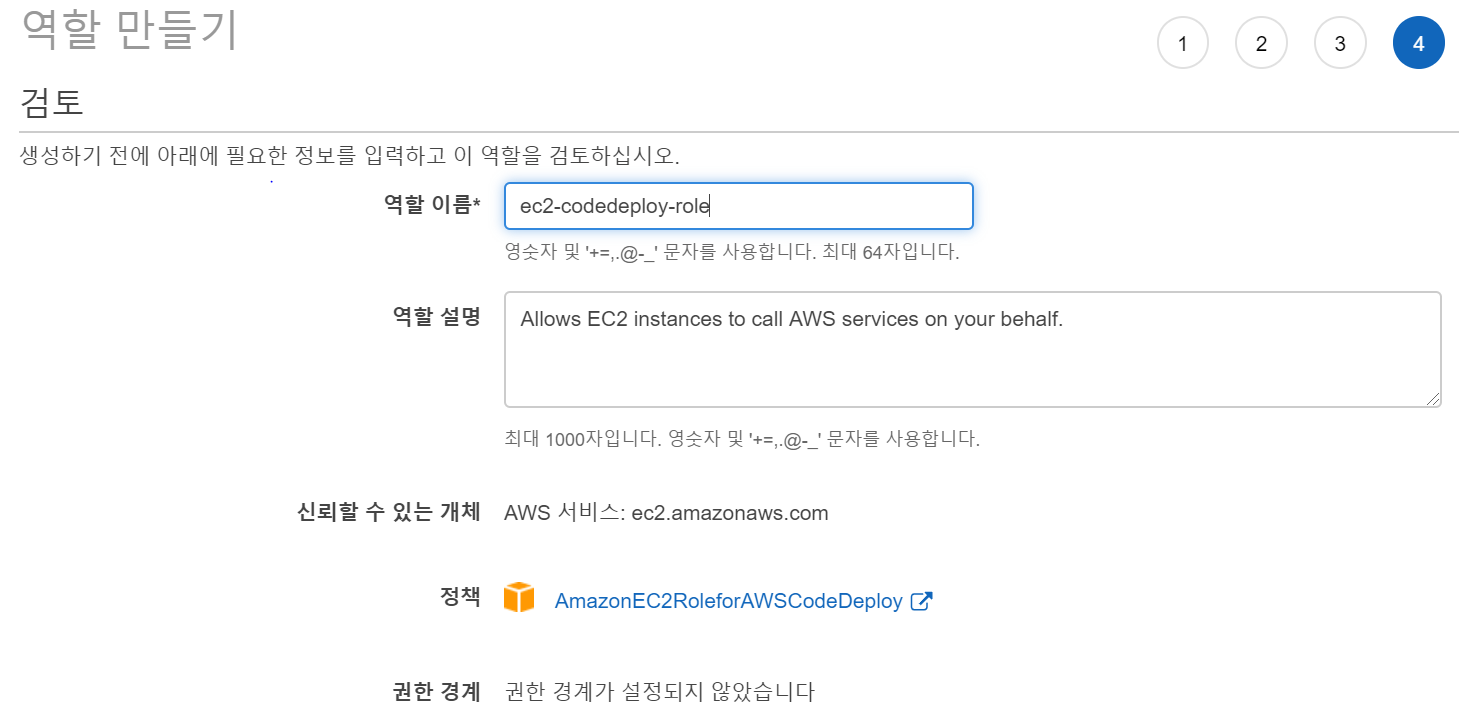 역할 만들기
1 2 3 4
검토
생성하기 전에 아래에 필요한 정보를 입력하고 이 역할을 검토하십시오.
역할 이름* ec2-codedeploy-role
영숫자 및 '+=,.@-_' 문자를 사용합니다. 최대 64자입니다.
역할 설명 Allows EC2 instances to call AWS services on your behalf.
최대 1000자입니다. 영숫자 및 '+=,.@-_' 문자를 사용합니다.
신뢰할 수 있는 개체 AWS 서비스: ec2.amazonaws.com
정책 AmazonEC2RoleforAWSCodeDeploy
권한 경계 권한 경계가 설정되지 않았습니다